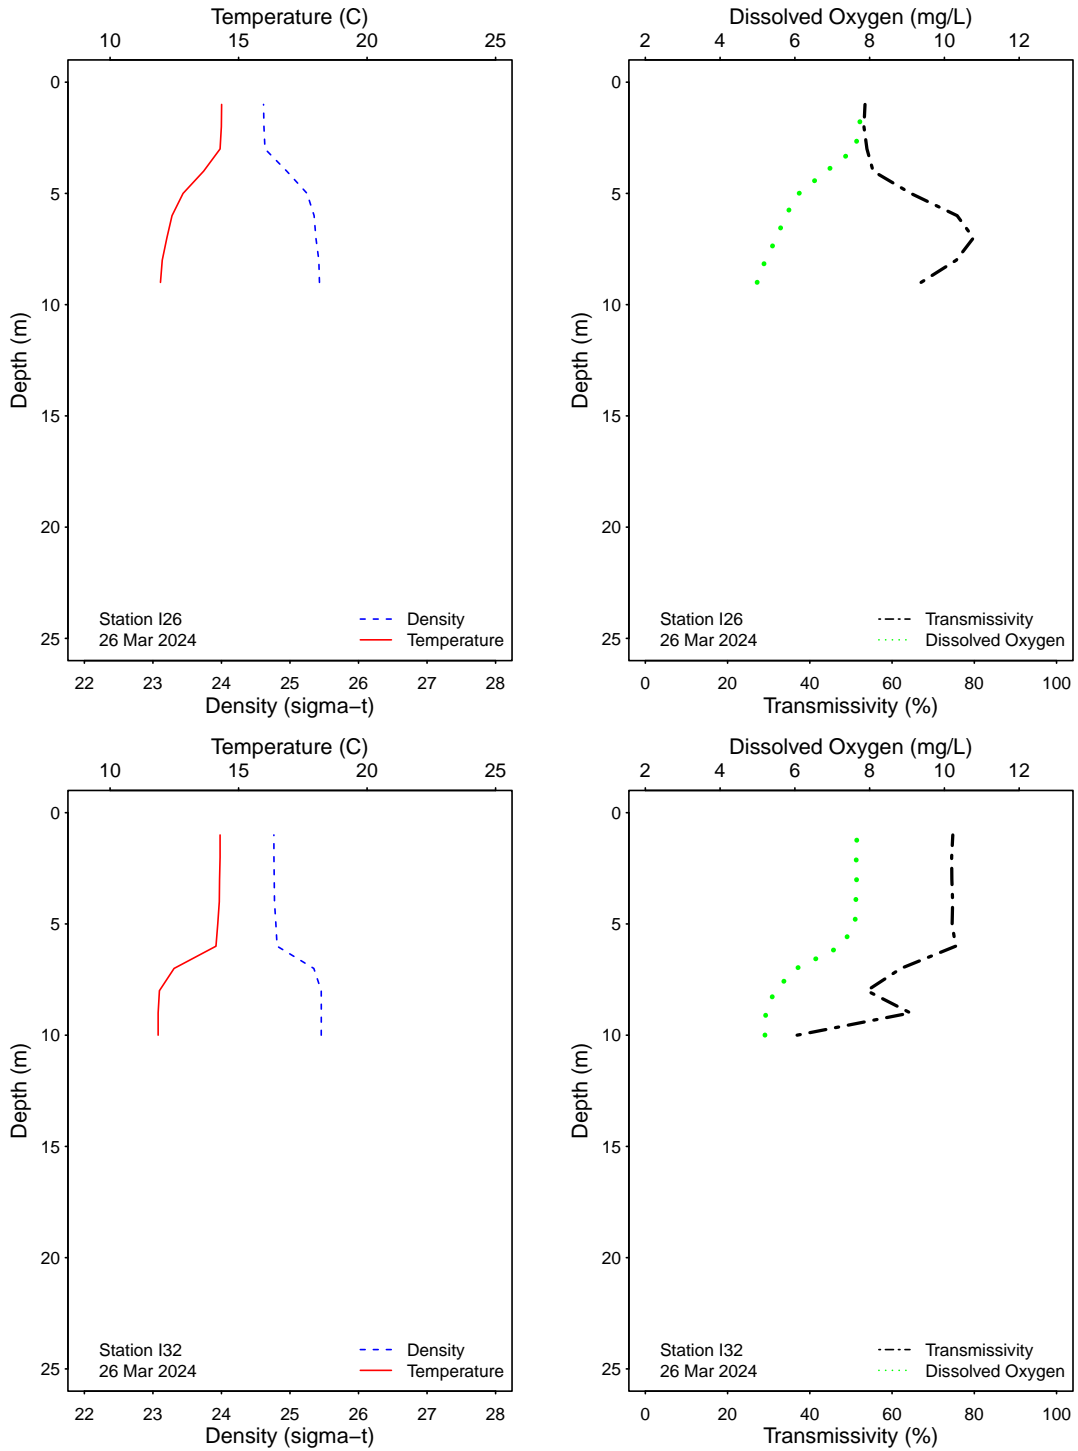 Temperature (C)
10 15 20 25
0
5
10
15
20
25
Depth (m)
Station I26
26 Mar 2024
Density
Temperature
22 23 24 25 26 27 28
Density (sigma−t)
Dissolved Oxygen (mg/L)
2 4 6 8 10 12
0
5
10
15
20
25
Depth (m)
Station I26
26 Mar 2024
Transmissivity
Dissolved Oxygen
0 20 40 60 80 100
Transmissivity (%)
Temperature (C)
10 15 20 25
0
5
10
15
20
25
Depth (m)
Station I32
26 Mar 2024
Density
Temperature
22 23 24 25 26 27 28
Density (sigma−t)
Dissolved Oxygen (mg/L)
2 4 6 8 10 12
0
5
10
15
20
25
Depth (m)
Station I32
26 Mar 2024
Transmissivity
Dissolved Oxygen
0 20 40 60 80 100
Transmissivity (%)